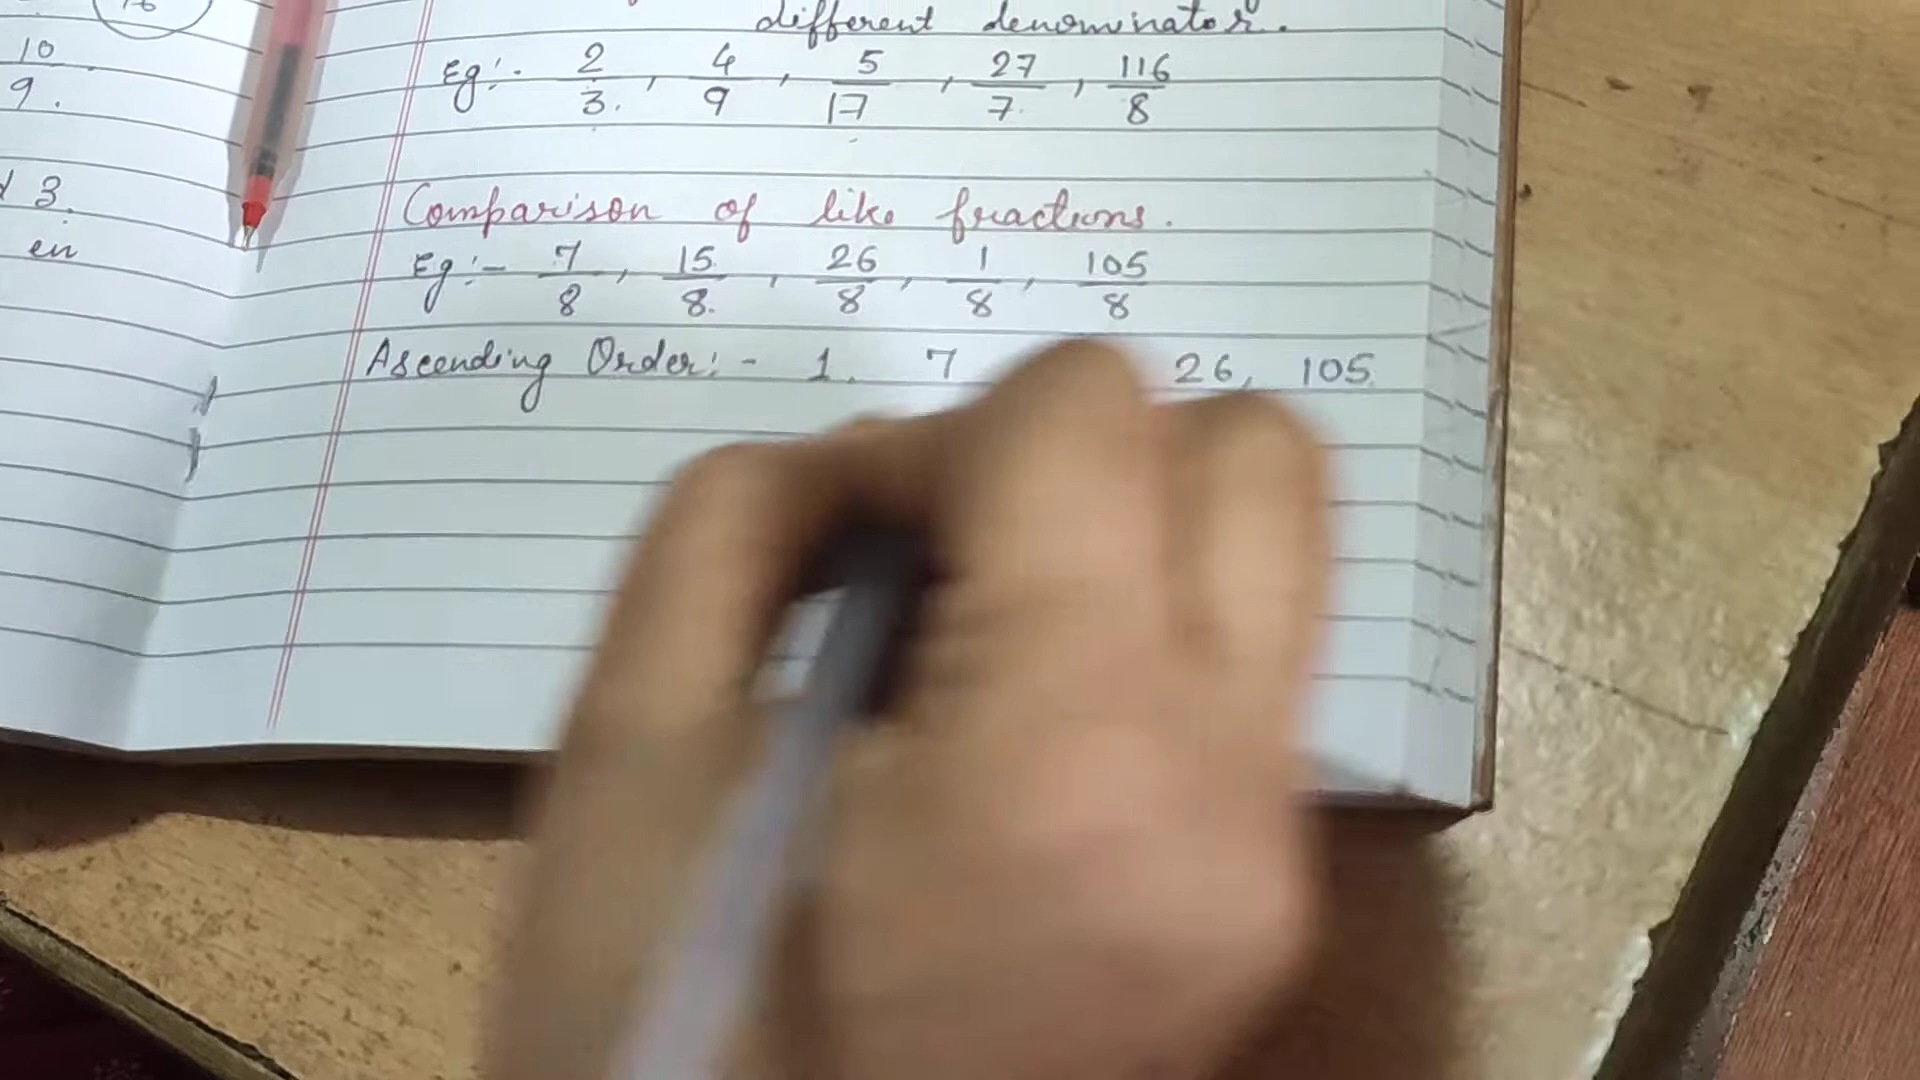 10
9.
3.
en
different denominator.
Eg:- 2/3, 4/9, 5/17, 27/7, 116/8
Comparison of like fractions.
Eg:- 7/8, 15/8, 26/8, 1/8, 105/8
Ascending Order:- 1, 7 26, 105